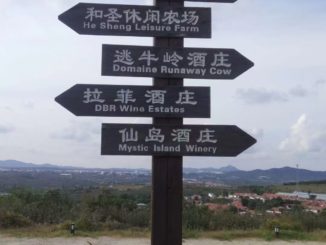 和圣休闲农场
He Sheng Leisure Farm
逃牛岭酒庄
Domaine Runaway Cow
拉菲酒庄
DBR Wine Estates
仙岛酒庄
Mystic Island Winery